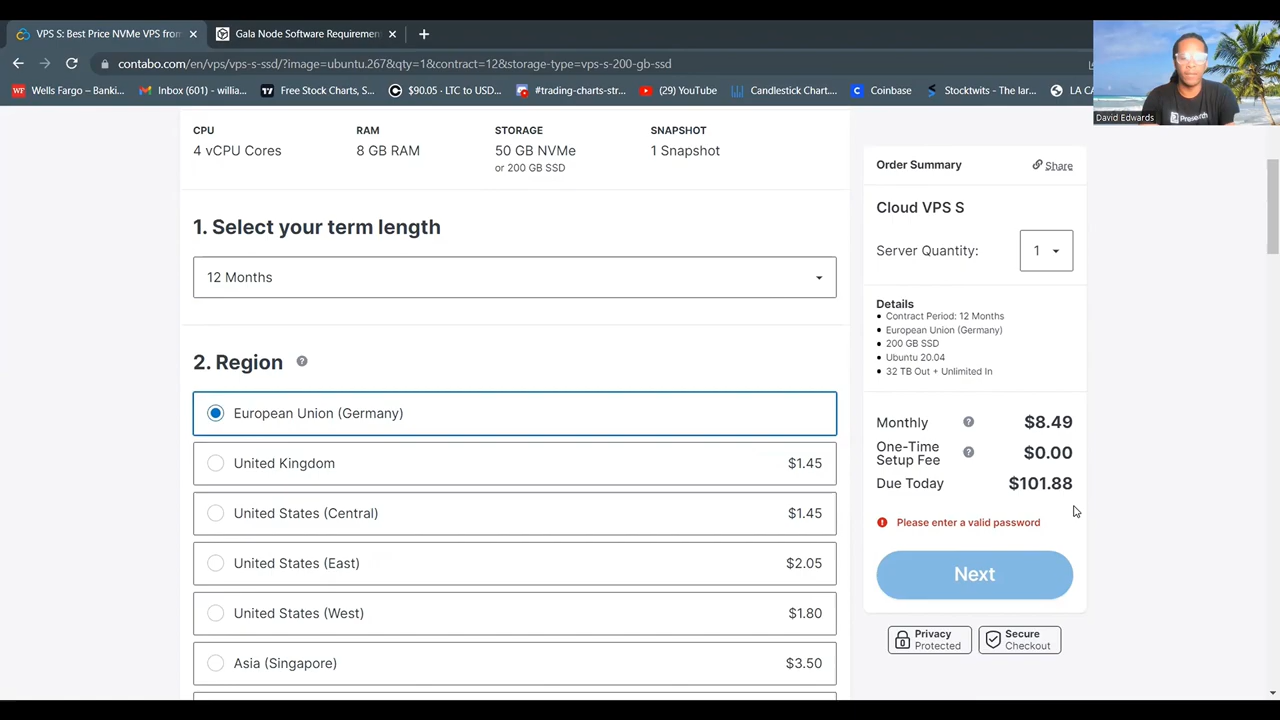 VPS S: Best Price NVMe VPS from
Gala Node Software Requirement
contabo.com/en/vps/vps-s-ssd/?image=ubuntu.267&qty=1&contract=12&storage-type=vps-s-200-gb-ssd
Wells Fargo – Banki...
Inbox (601) - willia...
Free Stock Charts, S...
$90.05 · LTC to USD...
#trading-charts-str...
(29) YouTube
Candlestick Chart...
Coinbase
Stocktwits - The lar...
LA CA
David Edwards
CPU
RAM
STORAGE
SNAPSHOT
4 vCPU Cores
8 GB RAM
50 GB NVMe
1 Snapshot
or 200 GB SSD
1. Select your term length
12 Months
2. Region
European Union (Germany)
United Kingdom
$1.45
United States (Central)
$1.45
United States (East)
$2.05
United States (West)
$1.80
Asia (Singapore)
$3.50
Order Summary
Share
Cloud VPS S
Server Quantity:
1
Details
Contract Period: 12 Months
European Union (Germany)
200 GB SSD
Ubuntu 20.04
32 TB Out + Unlimited In
Monthly
$8.49
One-Time
Setup Fee
$0.00
Due Today
$101.88
Please enter a valid password
Next
Privacy
Protected
Secure
Checkout